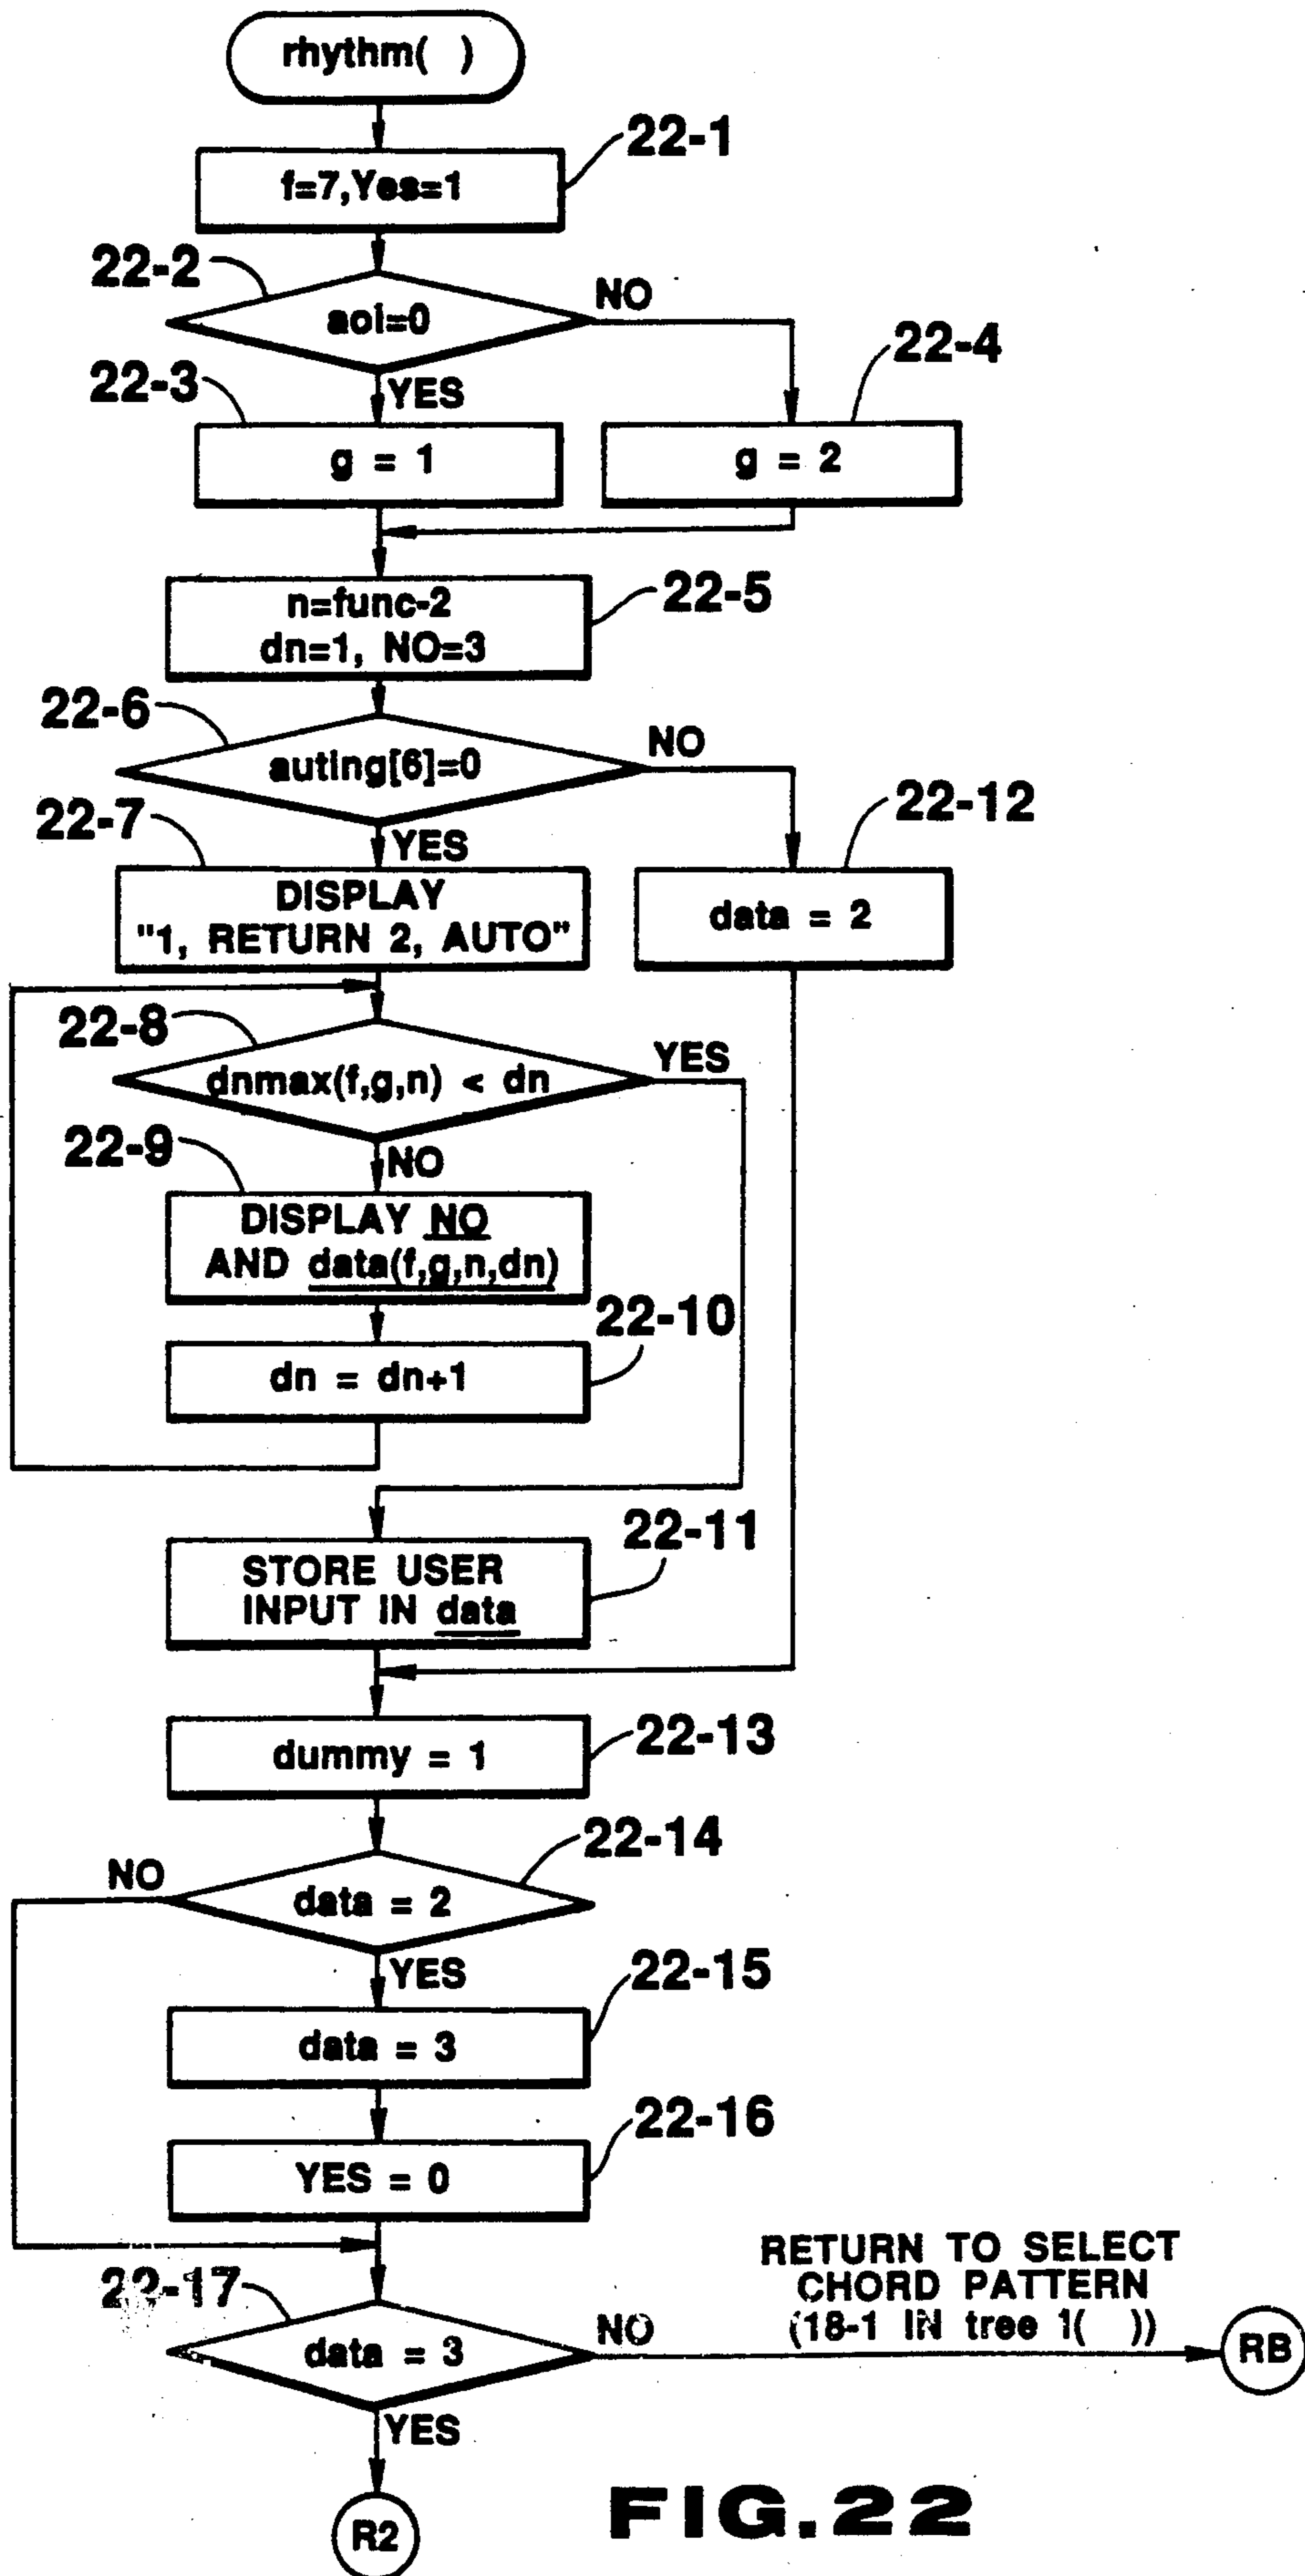 rhythm( )
22-1
f=7,Yes=1
22-2
aoi=0
NO
22-4
22-3
YES
g = 1
g = 2
22-5
n=func-2
dn=1, NO=3
22-6
auting[6]=0
NO
22-12
22-7
YES
DISPLAY
"1, RETURN 2, AUTO"
data = 2
22-8
dnmax(f,g,n) < dn
YES
22-9
NO
DISPLAY NO
AND data(f,g,n,dn)
22-10
dn = dn+1
22-11
STORE USER
INPUT IN data
22-13
dummy = 1
22-14
NO
data = 2
YES
22-15
data = 3
22-16
YES = 0
22-17
data = 3
NO
RETURN TO SELECT
CHORD PATTERN
(18-1 IN tree 1( ))
RB
YES
R2
FIG.22